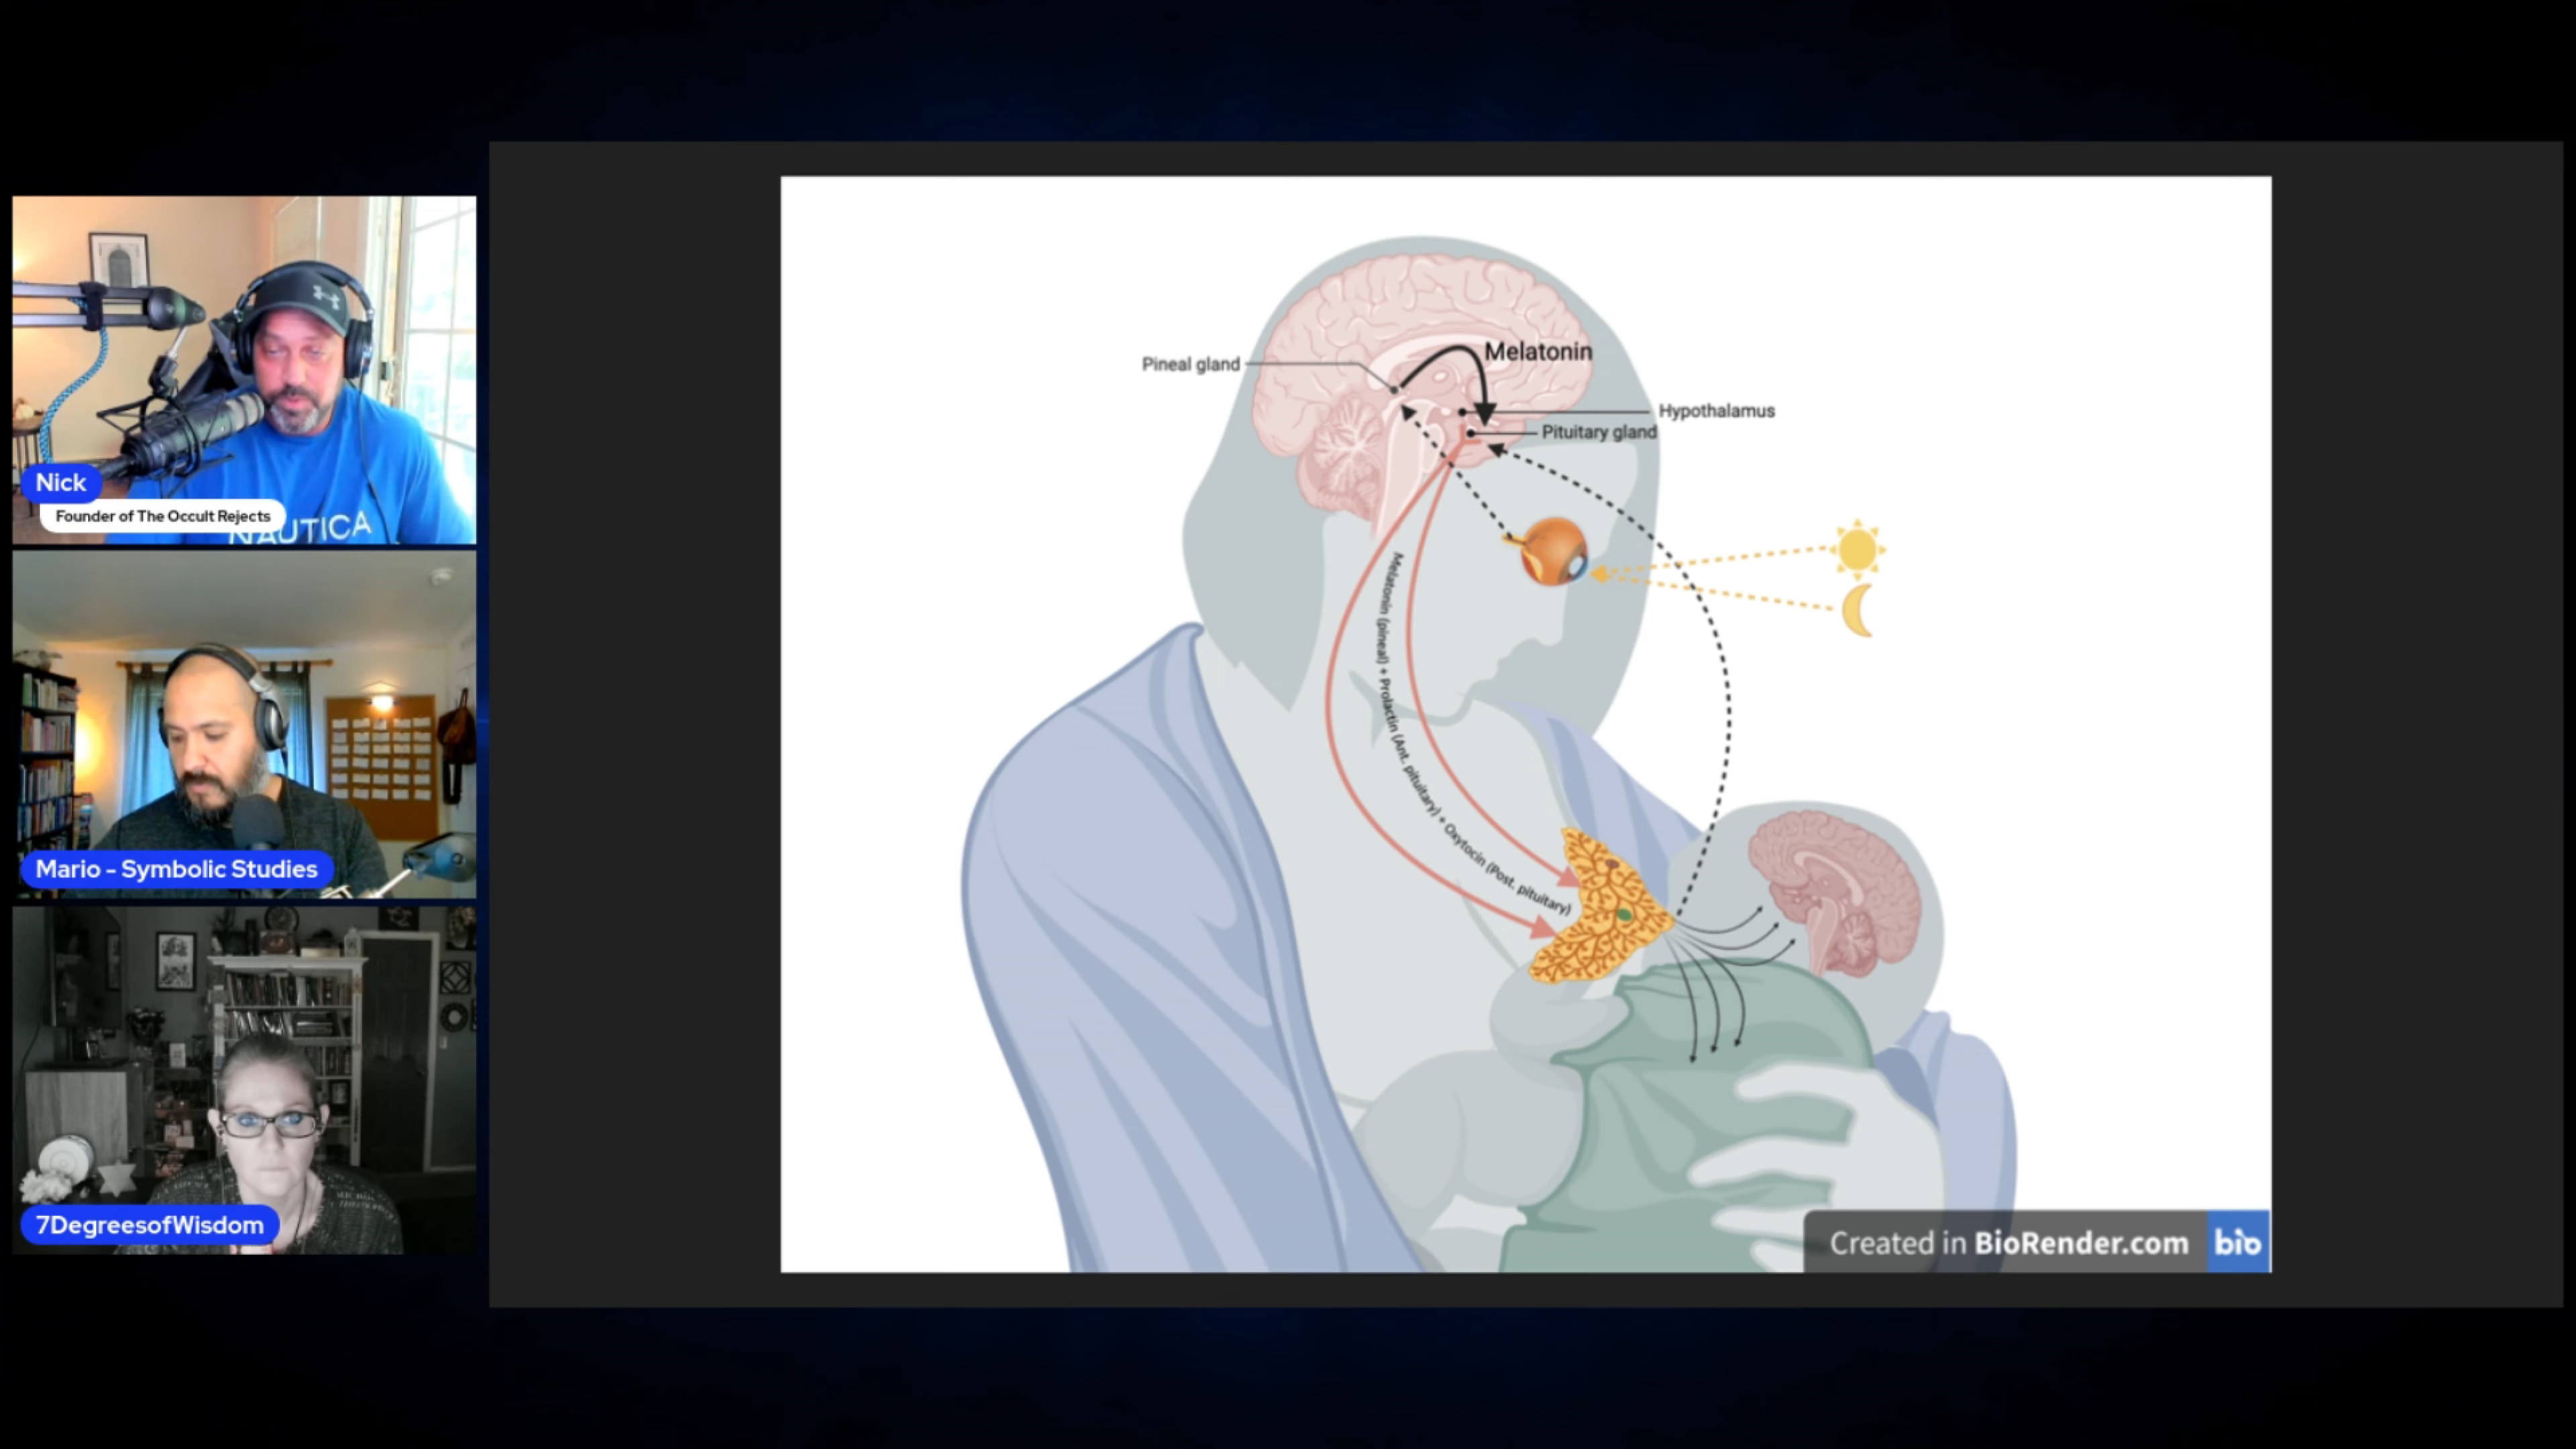 Nick
Founder of The Occult Rejects
NAUTICA
Mario - Symbolic Studies
7DegreesofWisdom
Pineal gland
Melatonin
Hypothalamus
Pituitary gland
Melatonin (pineal) + Prolactin (Ant. pituitary) + Oxytocin (Post. pituitary)
Created in BioRender.com bio